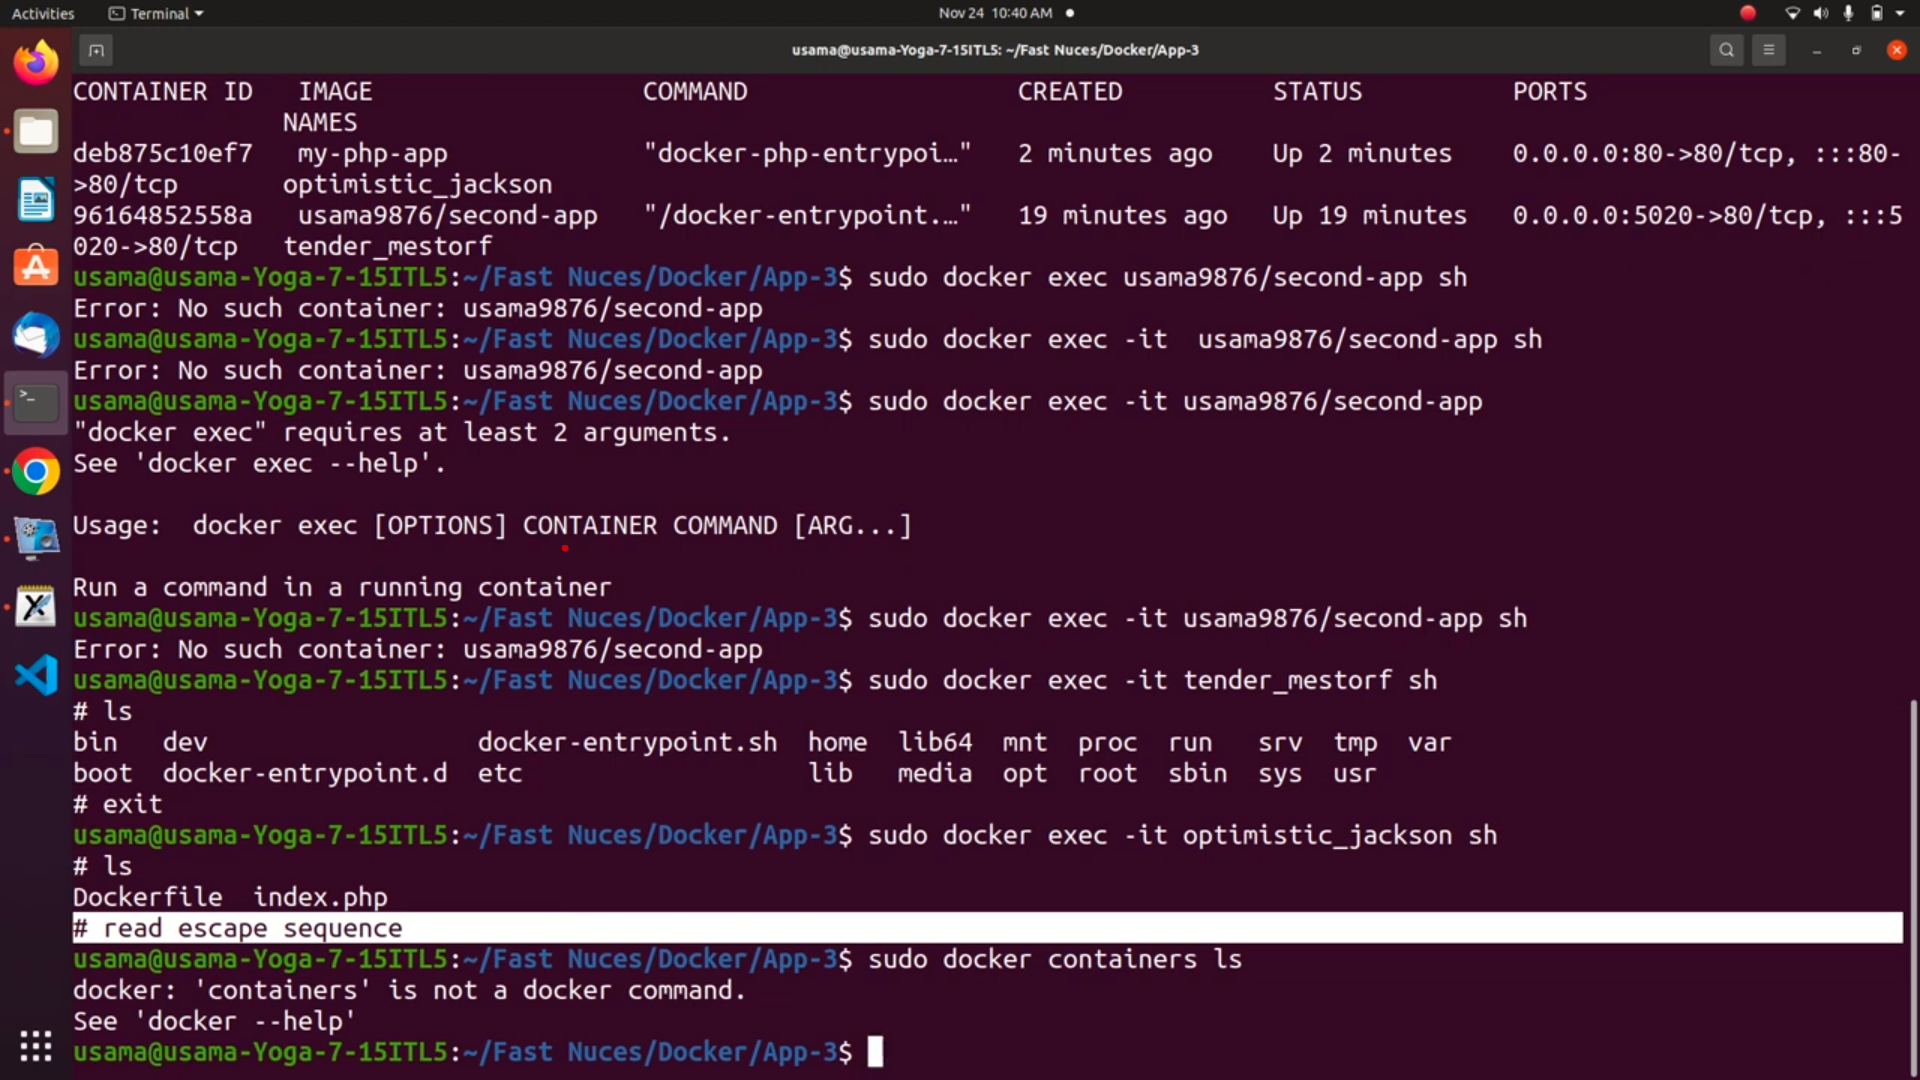 Activities Terminal Nov 24 10:40 AM
usama@usama-Yoga-7-15ITL5: ~/Fast Nuces/Docker/App-3
CONTAINER ID   IMAGE                  COMMAND                  CREATED          STATUS          PORTS
              NAMES
deb875c10ef7   my-php-app             "docker-php-entrypoi…"   2 minutes ago    Up 2 minutes    0.0.0.0:80->80/tcp, :::80-
>80/tcp       optimistic_jackson
96164852558a   usama9876/second-app   "/docker-entrypoint.…"   19 minutes ago   Up 19 minutes   0.0.0.0:5020->80/tcp, :::5
020->80/tcp   tender_mestorf
usama@usama-Yoga-7-15ITL5:~/Fast Nuces/Docker/App-3$ sudo docker exec usama9876/second-app sh
Error: No such container: usama9876/second-app
usama@usama-Yoga-7-15ITL5:~/Fast Nuces/Docker/App-3$ sudo docker exec -it  usama9876/second-app sh
Error: No such container: usama9876/second-app
usama@usama-Yoga-7-15ITL5:~/Fast Nuces/Docker/App-3$ sudo docker exec -it usama9876/second-app
"docker exec" requires at least 2 arguments.
See 'docker exec --help'.
Usage:  docker exec [OPTIONS] CONTAINER COMMAND [ARG...]
Run a command in a running container
usama@usama-Yoga-7-15ITL5:~/Fast Nuces/Docker/App-3$ sudo docker exec -it usama9876/second-app sh
Error: No such container: usama9876/second-app
usama@usama-Yoga-7-15ITL5:~/Fast Nuces/Docker/App-3$ sudo docker exec -it tender_mestorf sh
# ls
bin   dev                  docker-entrypoint.sh  home  lib64  mnt  proc  run   srv  tmp  var
boot  docker-entrypoint.d  etc                   lib   media  opt  root  sbin  sys  usr
# exit
usama@usama-Yoga-7-15ITL5:~/Fast Nuces/Docker/App-3$ sudo docker exec -it optimistic_jackson sh
# ls
Dockerfile  index.php
# read escape sequence
usama@usama-Yoga-7-15ITL5:~/Fast Nuces/Docker/App-3$ sudo docker containers ls
docker: 'containers' is not a docker command.
See 'docker --help'
usama@usama-Yoga-7-15ITL5:~/Fast Nuces/Docker/App-3$